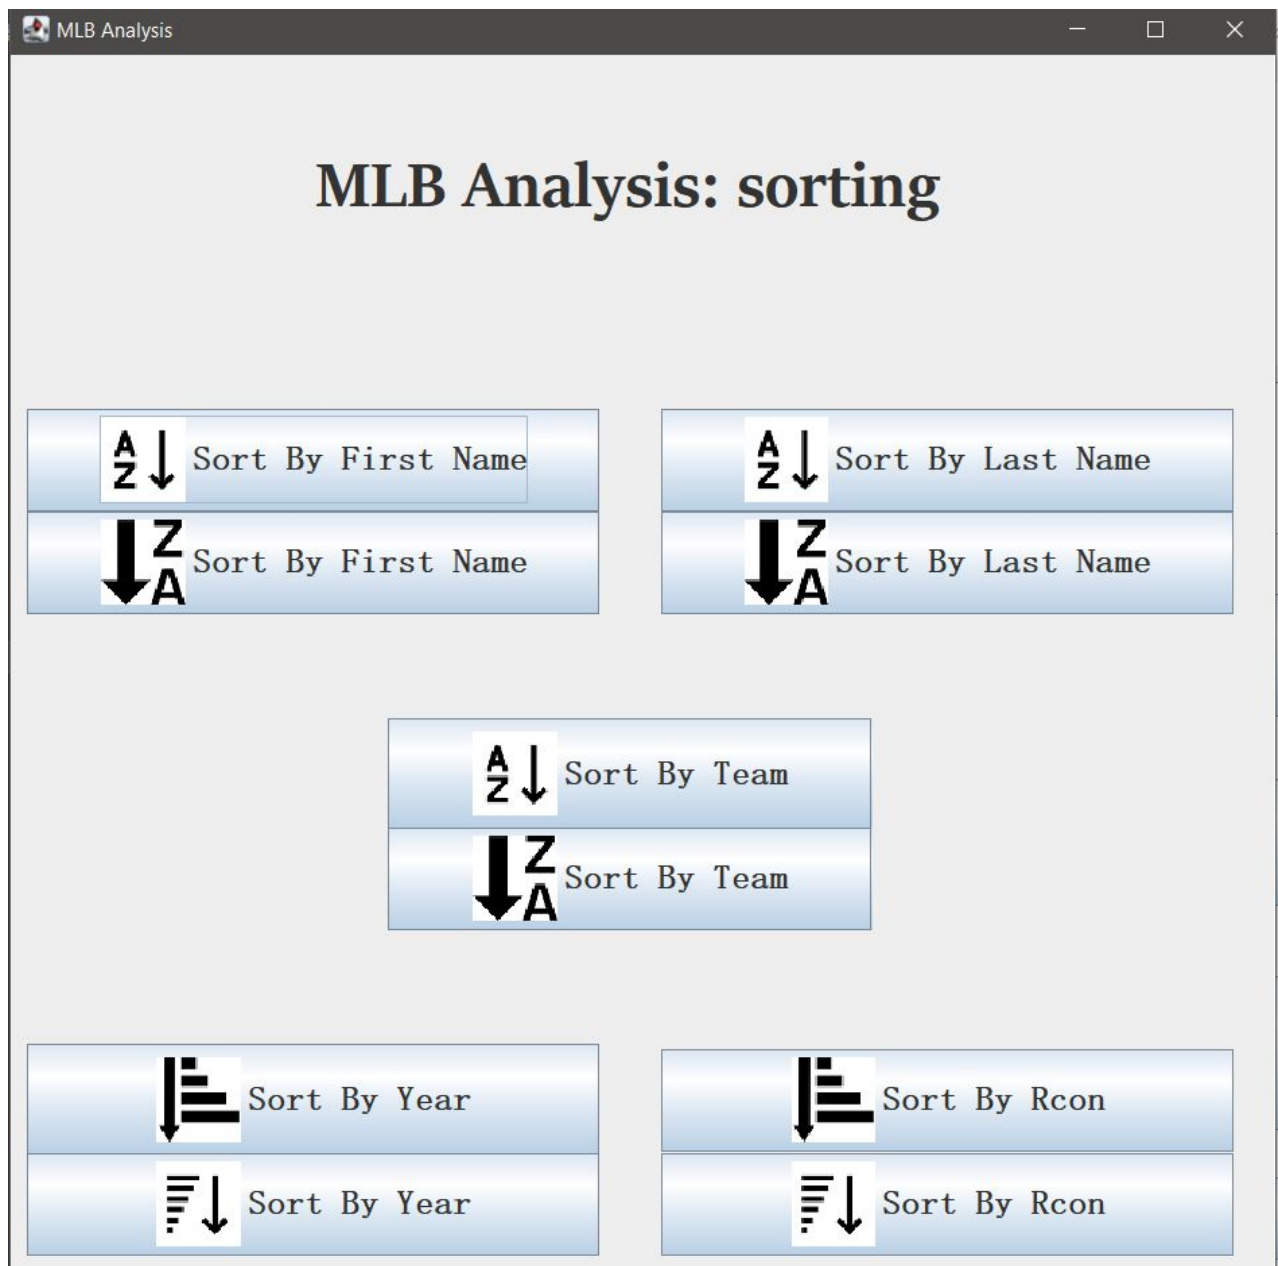 MLB Analysis
MLB Analysis: sorting
A Z Sort By First Name
Z A Sort By First Name
A Z Sort By Last Name
Z A Sort By Last Name
A Z Sort By Team
Z A Sort By Team
Sort By Year
Sort By Year
Sort By Rcon
Sort By Rcon